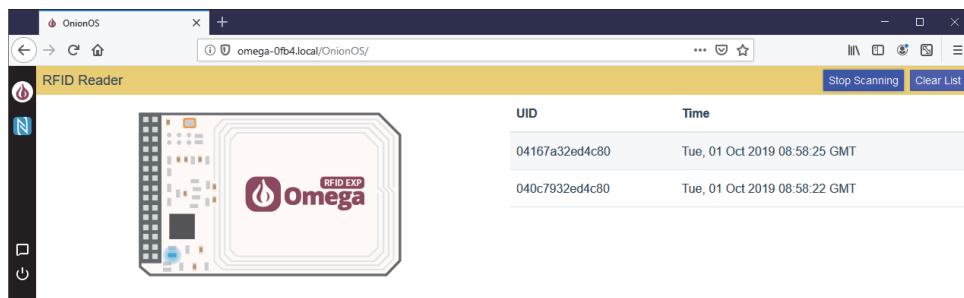 OnionOS
omega-0fb4.local/OnionOS/
RFID Reader
Stop Scanning
Clear List
RFID EXP
Omega
UID Time
04167a32ed4c80 Tue, 01 Oct 2019 08:58:25 GMT
040c7932ed4c80 Tue, 01 Oct 2019 08:58:22 GMT